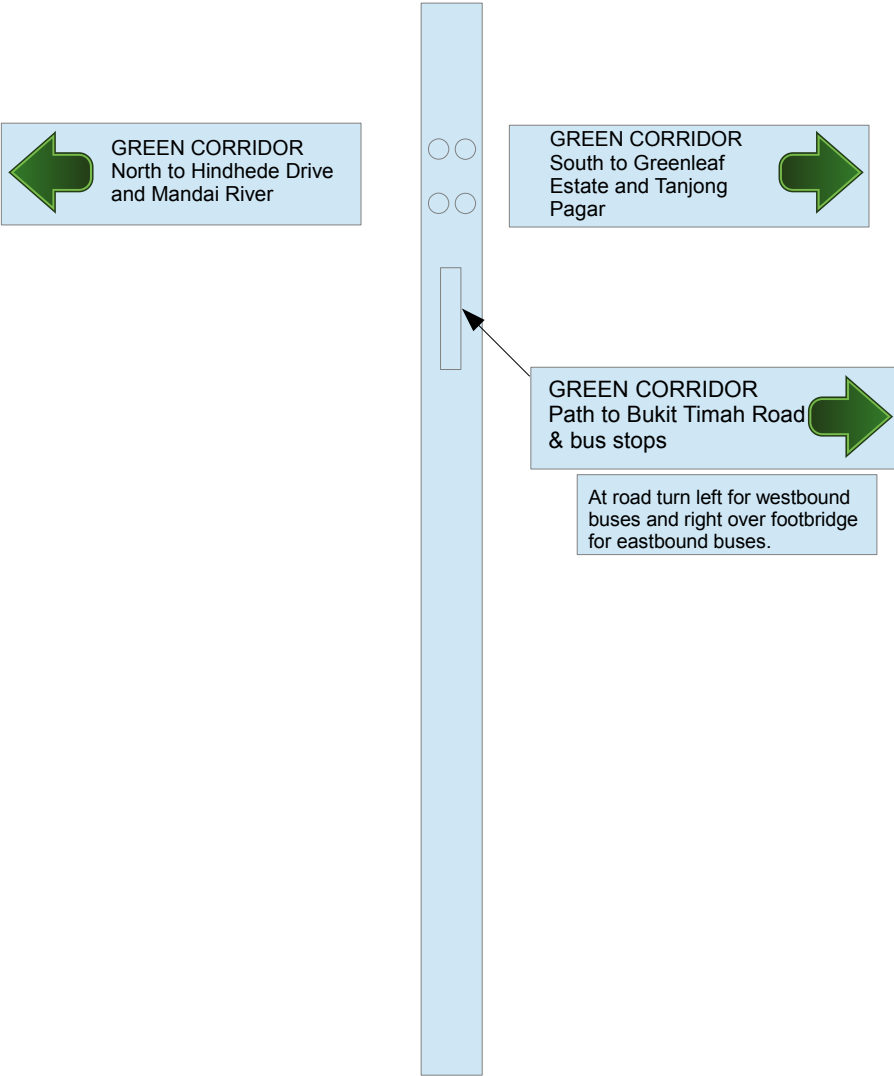 GREEN CORRIDOR
North to Hindhede Drive
and Mandai River
GREEN CORRIDOR
South to Greenleaf
Estate and Tanjong
Pagar
GREEN CORRIDOR
Path to Bukit Timah Road
& bus stops
At road turn left for westbound
buses and right over footbridge
for eastbound buses.